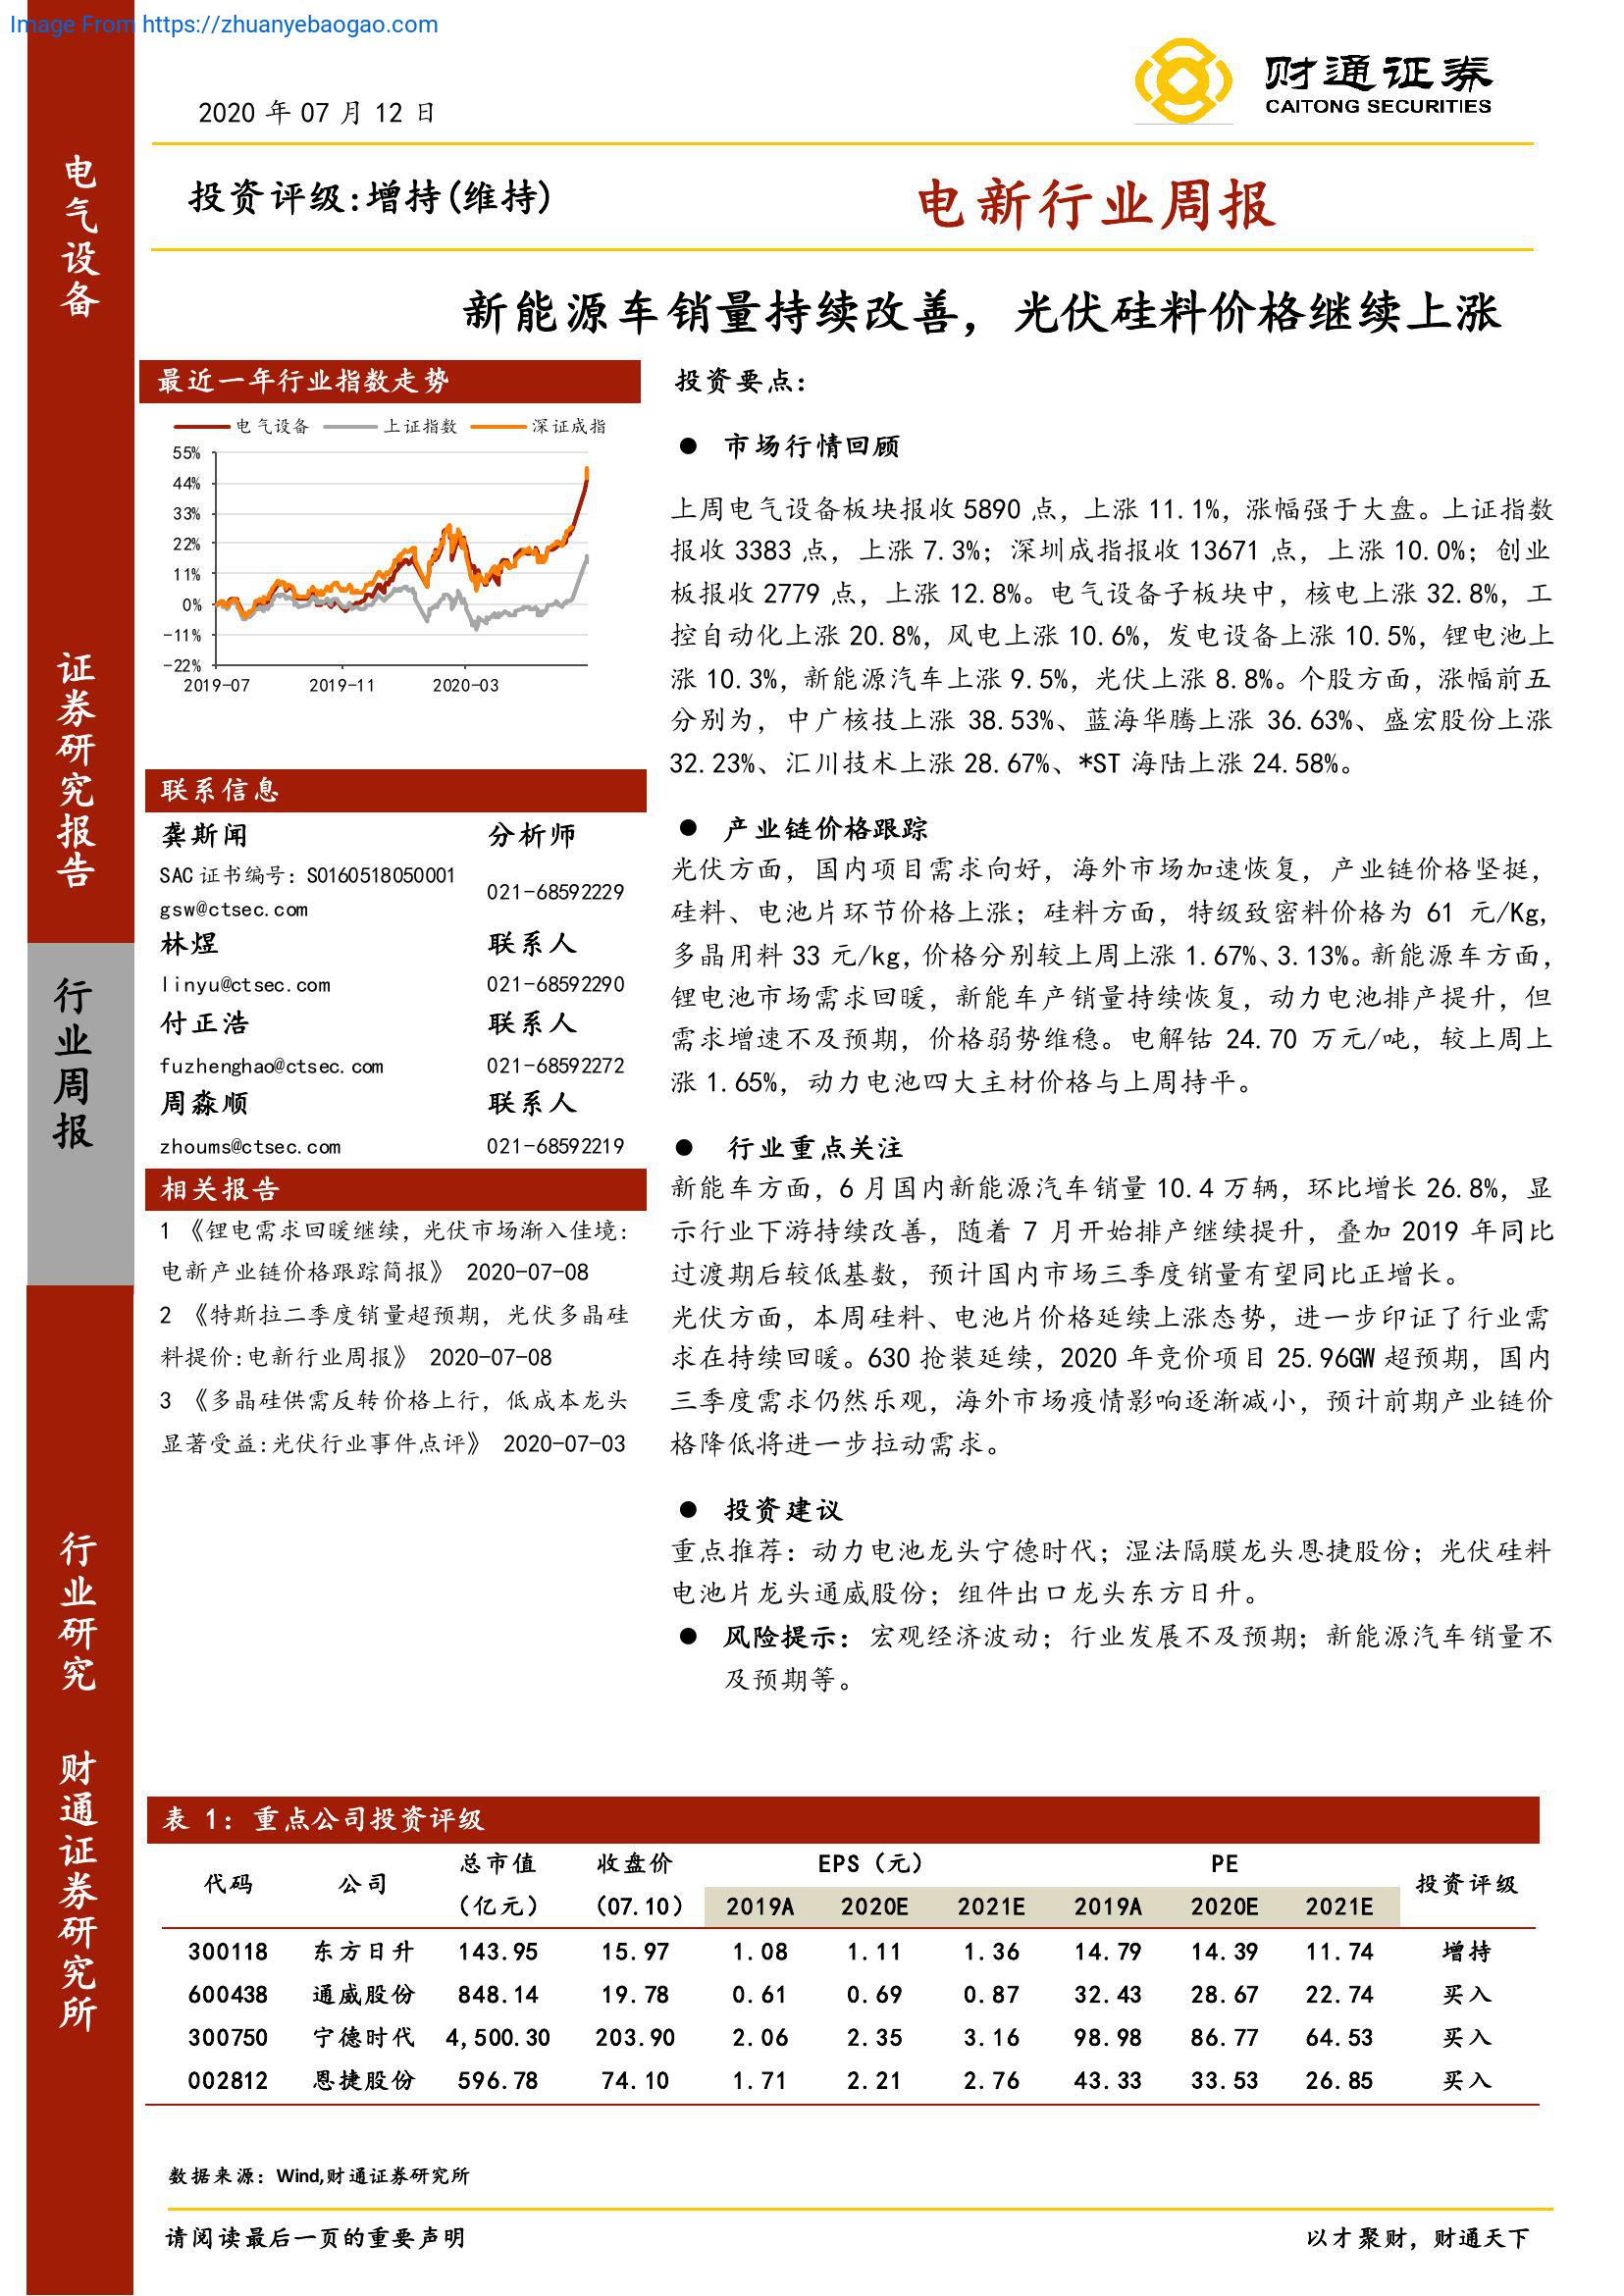 Image From https://zhuanyebaogao.com
财通证券
CAITONG SECURITIES
2020 年 07 月 12 日
投资评级:增持(维持)
电新行业周报
新能源车销量持续改善，光伏硅料价格继续上涨
电气设备
证券研究报告
行业周报
行业研究
财通证券研究所
最近一年行业指数走势
电气设备 上证指数 深证成指
55%
44%
33%
22%
11%
0%
-11%
-22%
2019-07 2019-11 2020-03
联系信息
龚斯闻 分析师
SAC 证书编号：S0160518050001
021-68592229
gsw@ctsec.com
林煜 联系人
linyu@ctsec.com 021-68592290
付正浩 联系人
fuzhenghao@ctsec.com 021-68592272
周淼顺 联系人
zhoums@ctsec.com 021-68592219
相关报告
1 《锂电需求回暖继续，光伏市场渐入佳境：
电新产业链价格跟踪简报》 2020-07-08
2 《特斯拉二季度销量超预期，光伏多晶硅
料提价:电新行业周报》 2020-07-08
3 《多晶硅供需反转价格上行，低成本龙头
显著受益:光伏行业事件点评》 2020-07-03
投资要点：
● 市场行情回顾
上周电气设备板块报收 5890 点，上涨 11.1%，涨幅强于大盘。上证指数
报收 3383 点，上涨 7.3%；深圳成指报收 13671 点，上涨 10.0%；创业
板报收 2779 点，上涨 12.8%。电气设备子板块中，核电上涨 32.8%，工
控自动化上涨 20.8%，风电上涨 10.6%，发电设备上涨 10.5%，锂电池上
涨 10.3%，新能源汽车上涨 9.5%，光伏上涨 8.8%。个股方面，涨幅前五
分别为，中广核技上涨 38.53%、蓝海华腾上涨 36.63%、盛宏股份上涨
32.23%、汇川技术上涨 28.67%、*ST 海陆上涨 24.58%。
● 产业链价格跟踪
光伏方面，国内项目需求向好，海外市场加速恢复，产业链价格坚挺，
硅料、电池片环节价格上涨；硅料方面，特级致密料价格为 61 元/Kg，
多晶用料 33 元/kg，价格分别较上周上涨 1.67%、3.13%。新能源车方面，
锂电池市场需求回暖，新能车产销量持续恢复，动力电池排产提升，但
需求增速不及预期，价格弱势维稳。电解钴 24.70 万元/吨，较上周上
涨 1.65%，动力电池四大主材价格与上周持平。
● 行业重点关注
新能车方面，6 月国内新能源汽车销量 10.4 万辆，环比增长 26.8%，显
示行业下游持续改善，随着 7 月开始排产继续提升，叠加 2019 年同比
过渡期后较低基数，预计国内市场三季度销量有望同比正增长。
光伏方面，本周硅料、电池片价格延续上涨态势，进一步印证了行业需
求在持续回暖。630 抢装延续，2020 年竞价项目 25.96GW 超预期，国内
三季度需求仍然乐观，海外市场疫情影响逐渐减小，预计前期产业链价
格降低将进一步拉动需求。
● 投资建议
重点推荐：动力电池龙头宁德时代；湿法隔膜龙头恩捷股份；光伏硅料
电池片龙头通威股份；组件出口龙头东方日升。
● 风险提示：宏观经济波动；行业发展不及预期；新能源汽车销量不
及预期等。
表 1：重点公司投资评级
代码 公司 总市值（亿元） 收盘价（07.10） EPS（元） PE 投资评级
2019A 2020E 2021E 2019A 2020E 2021E
300118 东方日升 143.95 15.97 1.08 1.11 1.36 14.79 14.39 11.74 增持
600438 通威股份 848.14 19.78 0.61 0.69 0.87 32.43 28.67 22.74 买入
300750 宁德时代 4,500.30 203.90 2.06 2.35 3.16 98.98 86.77 64.53 买入
002812 恩捷股份 596.78 74.10 1.71 2.21 2.76 43.33 33.53 26.85 买入
数据来源：Wind,财通证券研究所
请阅读最后一页的重要声明
以才聚财，财通天下